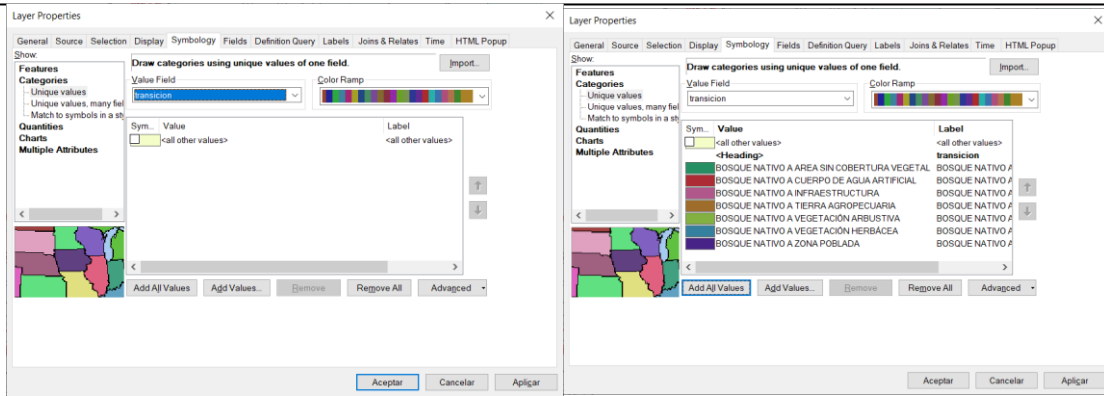 Layer Properties
General Source Selection Display Symbology Fields Definition Query Labels Joins & Relates Time HTML Popup
Show:
Features
Categories
Unique values
Unique values, many fiel
Match to symbols in a sty
Quantities
Charts
Multiple Attributes
Draw categories using unique values of one field.
Import...
Value Field
transicion
Color Ramp
Sym... Value Label
<all other values> <all other values>
Add All Values Add Values... Remove Remove All Advanced
Aceptar Cancelar Aplicar
Layer Properties
General Source Selection Display Symbology Fields Definition Query Labels Joins & Relates Time HTML Popup
Show:
Features
Categories
Unique values
Unique values, many fiel
Match to symbols in a sty
Quantities
Charts
Multiple Attributes
Draw categories using unique values of one field.
Import...
Value Field
transicion
Color Ramp
Sym... Value Label
<all other values> <all other values>
<Heading> transicion
BOSQUE NATIVO A AREA SIN COBERTURA VEGETAL BOSQUE NATIVO A
BOSQUE NATIVO A CUERPO DE AGUA ARTIFICIAL BOSQUE NATIVO A
BOSQUE NATIVO A INFRAESTRUCTURA BOSQUE NATIVO A
BOSQUE NATIVO A TIERRA AGROPECUARIA BOSQUE NATIVO A
BOSQUE NATIVO A VEGETACIÓN ARBUSTIVA BOSQUE NATIVO A
BOSQUE NATIVO A VEGETACIÓN HERBÁCEA BOSQUE NATIVO A
BOSQUE NATIVO A ZONA POBLADA BOSQUE NATIVO A
Add All Values Add Values... Remove Remove All Advanced
Aceptar Cancelar Aplicar